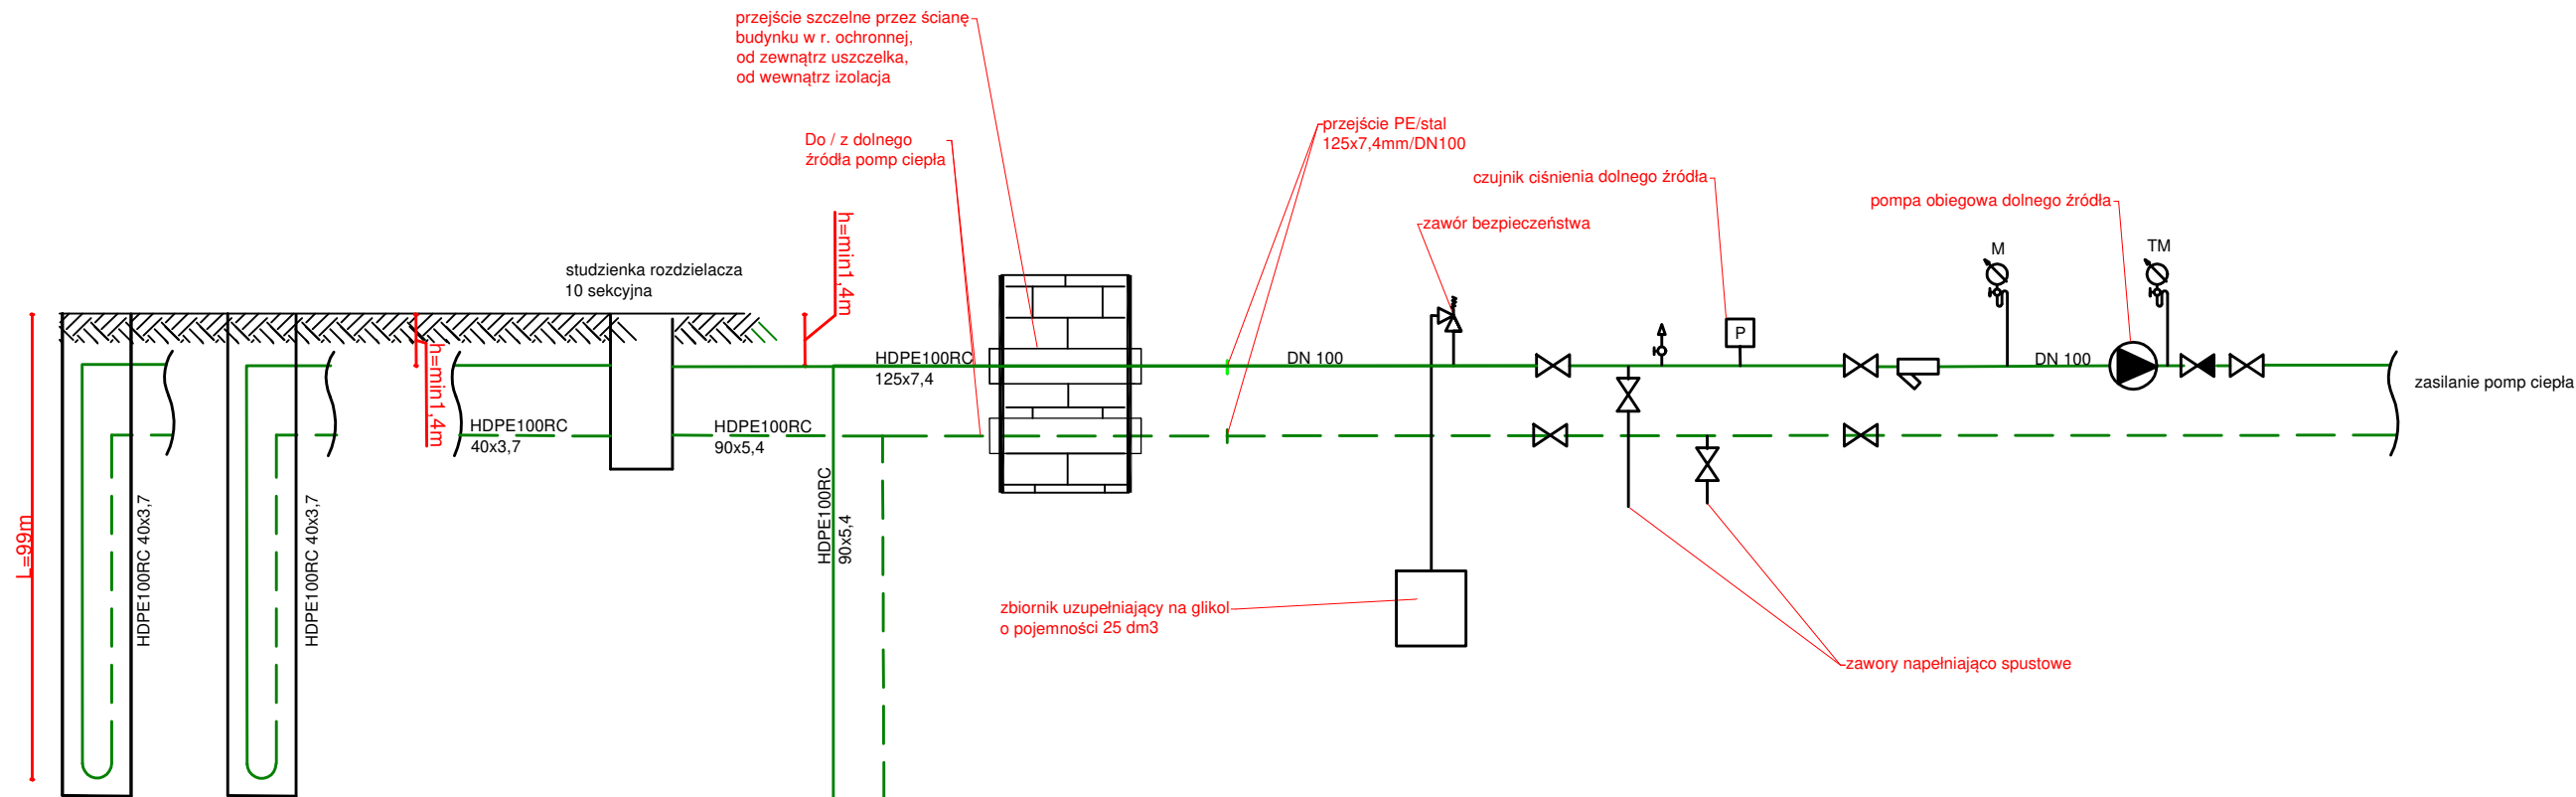 przejście szczelne przez ścianę
budynku w r. ochronnej,
od zewnątrz uszczelka,
od wewnątrz izolacja
Do / z dolnego
źródła pomp ciepła
przejście PE/stal
125x7,4mm/DN100
czujnik ciśnienia dolnego źródła
pompa obiegowa dolnego źródła
zawór bezpieczeństwa
M
TM
studzienka rozdzielacza
10 sekcyjna
h=min1,4m
h=min1,4m
P
HDPE100RC
125x7,4
DN 100
DN 100
zasilanie pomp ciepła
HDPE100RC
40x3,7
HDPE100RC
90x5,4
HDPE100RC
90x5,4
L=99m
HDPE100RC 40x3,7
HDPE100RC 40x3,7
zbiornik uzupełniający na glikol
o pojemności 25 dm3
zawory napełniająco spustowe